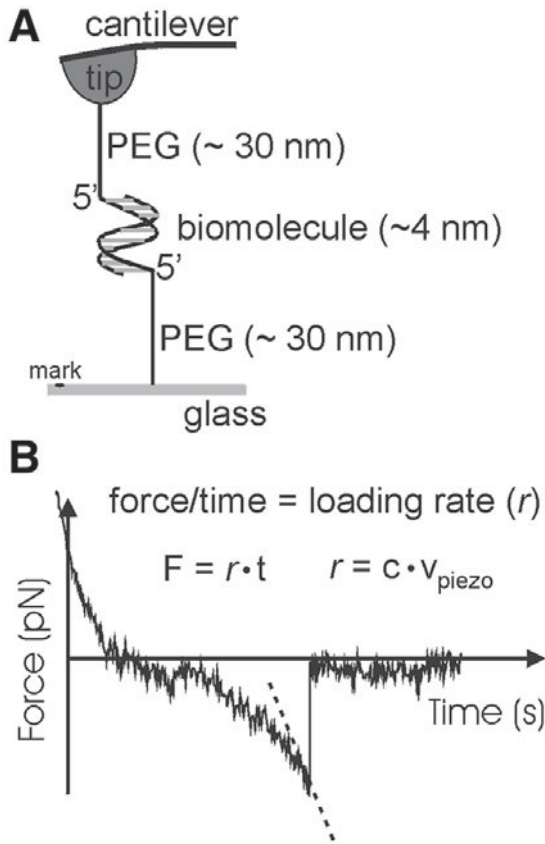 A
cantilever
tip
PEG (~ 30 nm)
5'
biomolecule (~4 nm)
5'
PEG (~ 30 nm)
mark
glass
B
force/time = loading rate (r)
F = r·t r = c·v_piezo
Force (pN)
Time (s)